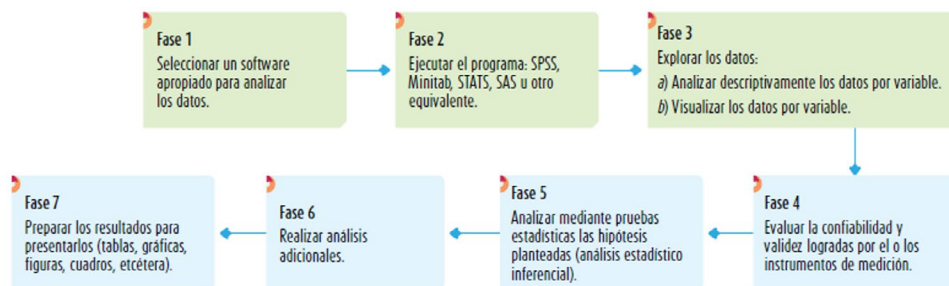 Fase 1
Seleccionar un software
apropiado para analizar
los datos.
Fase 2
Ejecutar el programa: SPSS,
Minitab, STATS, SAS u otro
equivalente.
Fase 3
Explorar los datos:
a) Analizar descriptivamente los datos por variable.
b) Visualizar los datos por variable.
Fase 4
Evaluar la confiabilidad y
validez logradas por el o los
instrumentos de medición.
Fase 5
Analizar mediante pruebas
estadísticas las hipótesis
planteadas (análisis estadístico
inferencial).
Fase 6
Realizar análisis
adicionales.
Fase 7
Preparar los resultados para
presentarlos (tablas, gráficas,
figuras, cuadros, etcétera).